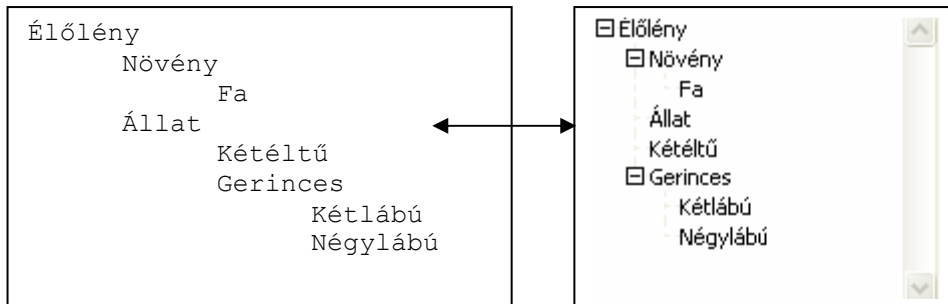 Élőlény
Növény
Fa
Állat
Kétéltű
Gerinces
Kétlábú
Négylábú
Élőlény
Növény
Fa
Állat
Kétéltű
Gerinces
Kétlábú
Négylábú